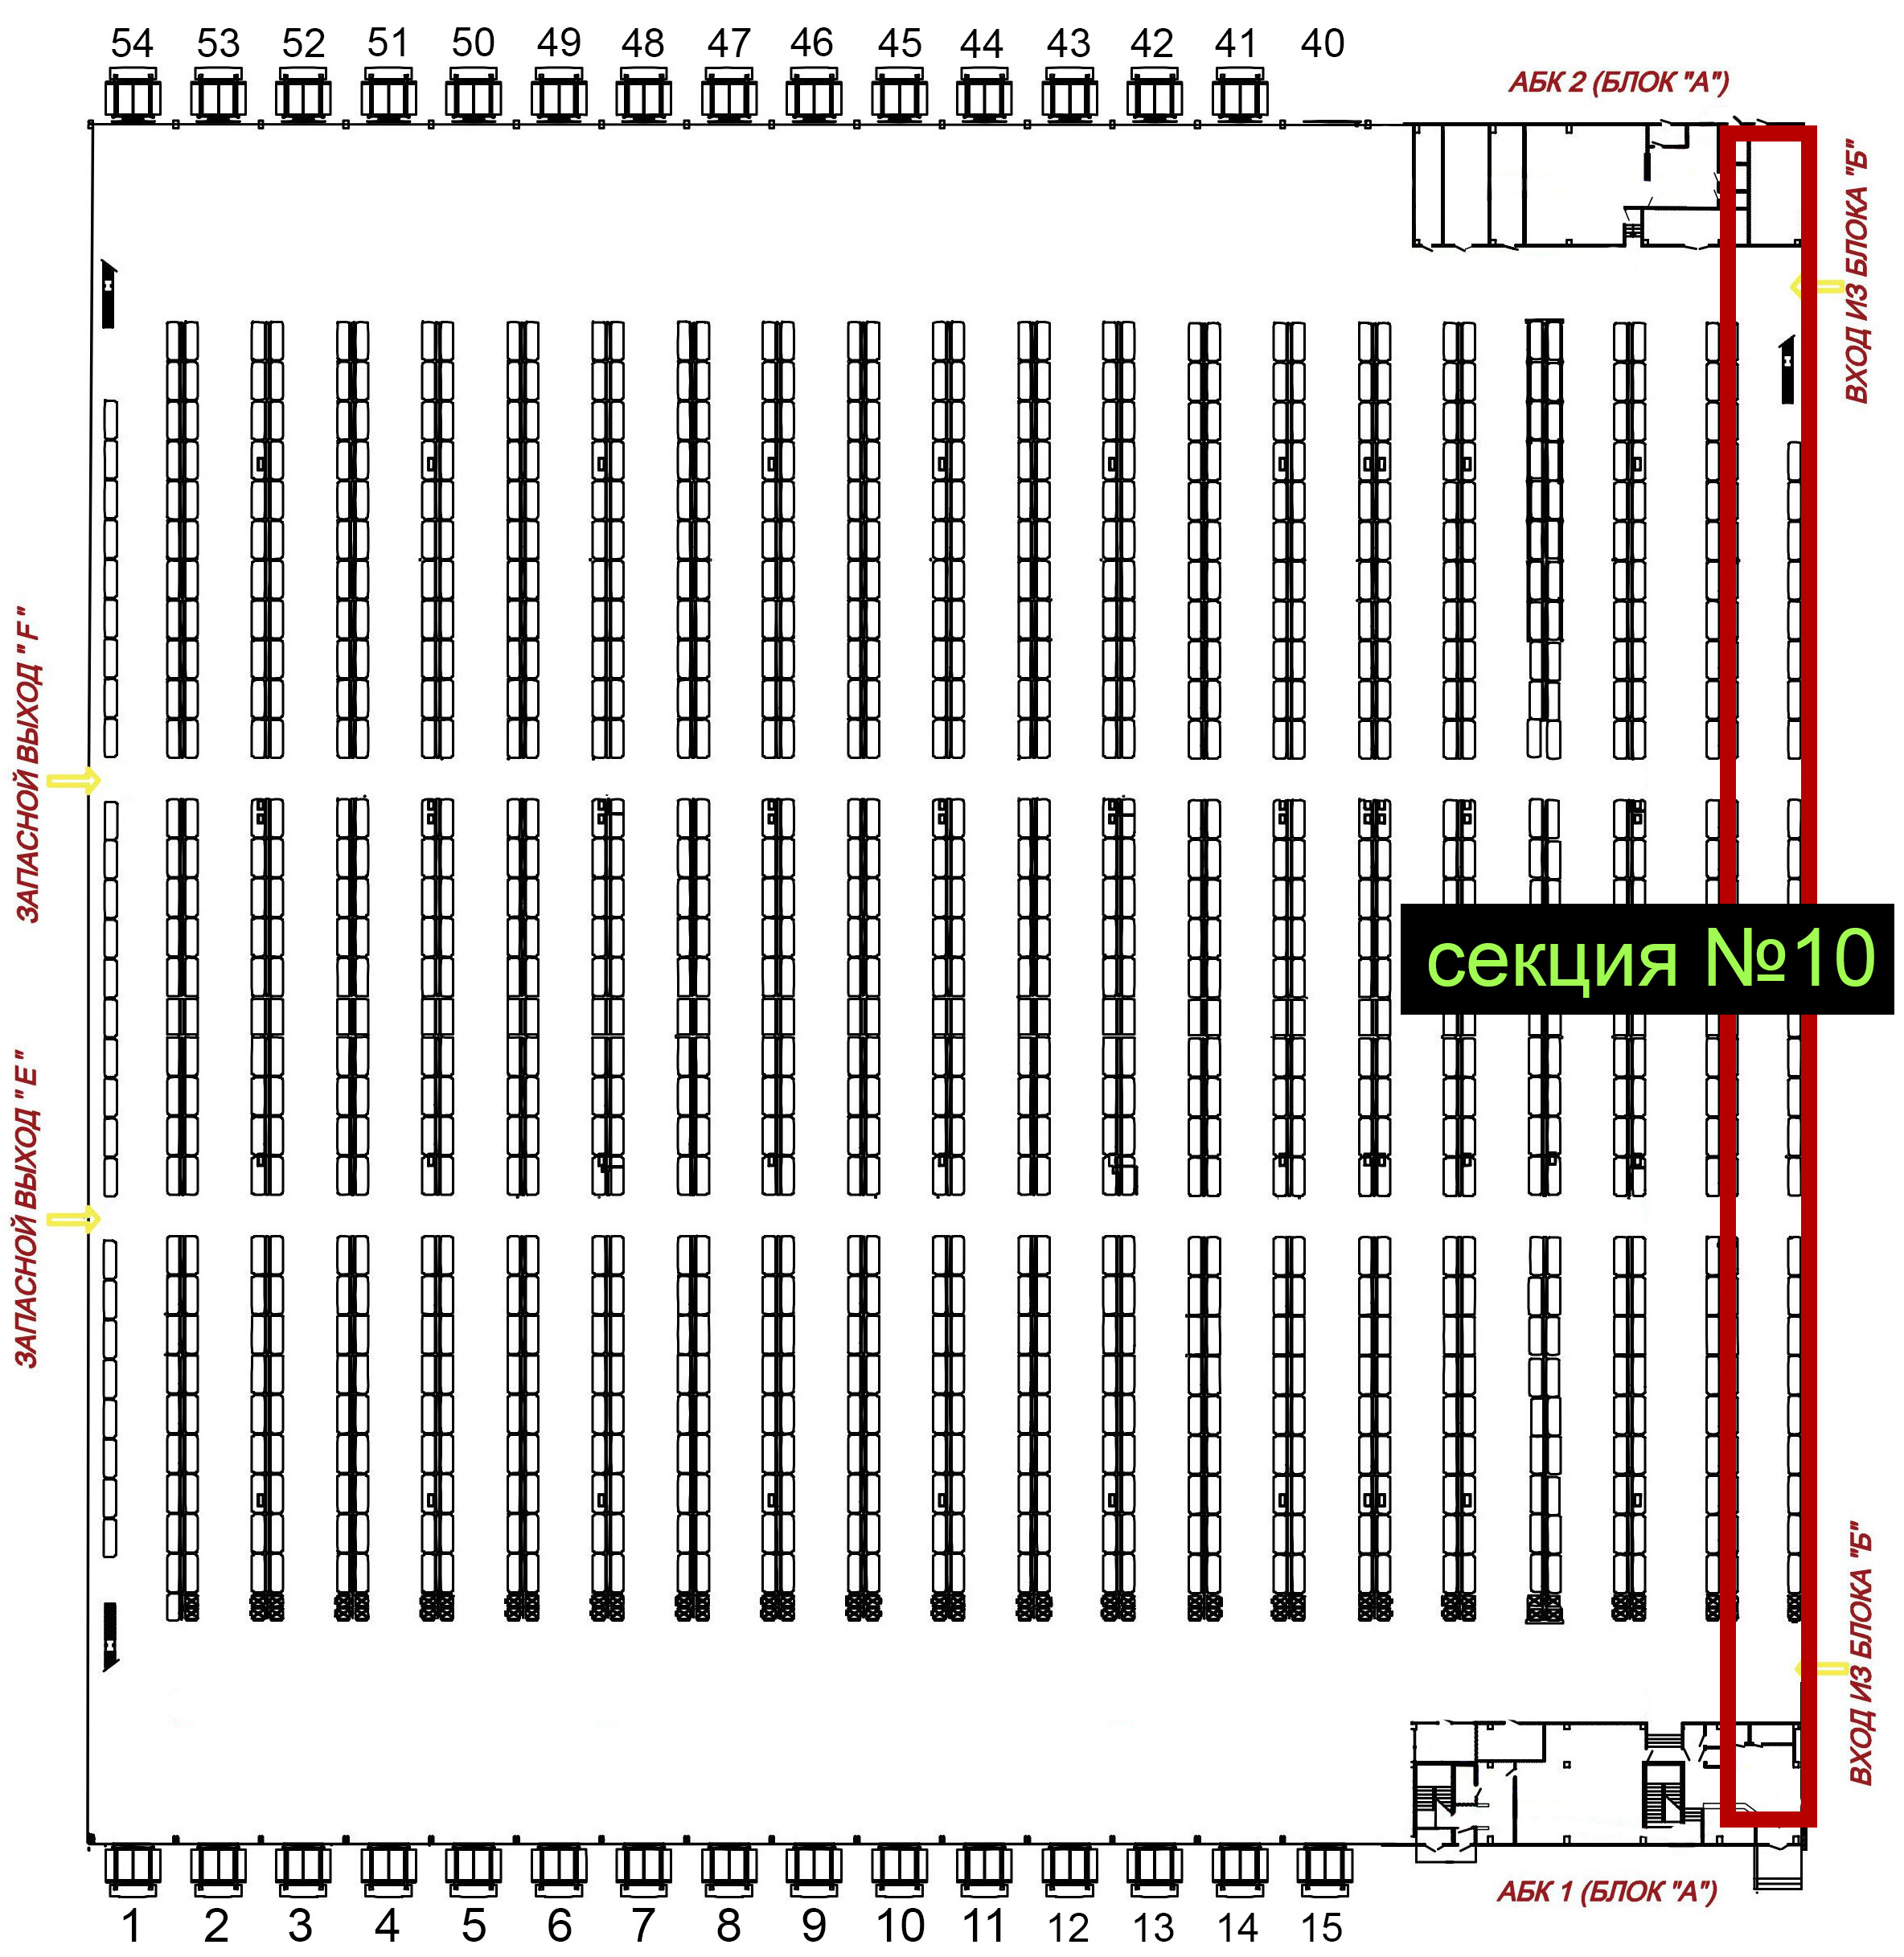 54 53 52 51 50 49 48 47 46 45 44 43 42 41 40
АБК 2 (БЛОК "А")
ВХОД ИЗ БЛОКА "Б"
ЗАПАСНОЙ ВЫХОД " F "
секция №10
ЗАПАСНОЙ ВЫХОД " E "
ВХОД ИЗ БЛОКА "Б"
АБК 1 (БЛОК "А")
1 2 3 4 5 6 7 8 9 10 11 12 13 14 15